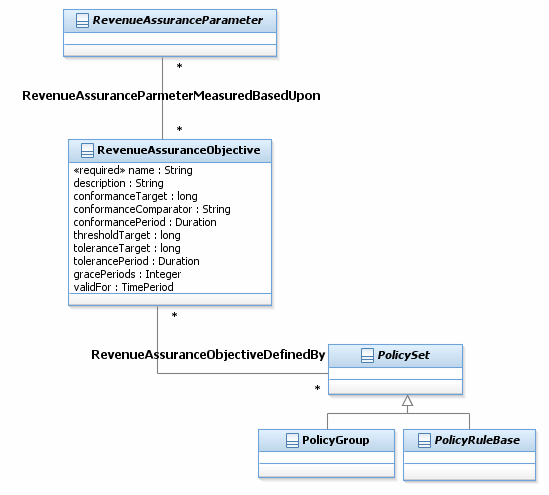 RevenueAssuranceParameter
*
RevenueAssuranceParmeterMeasuredBasedUpon
*
RevenueAssuranceObjective
«required» name : String
description : String
conformanceTarget : long
conformanceComparator : String
conformancePeriod : Duration
thresholdTarget : long
toleranceTarget : long
tolerancePeriod : Duration
gracePeriods : Integer
validFor : TimePeriod
*
RevenueAssuranceObjectiveDefinedBy
PolicySet
*
PolicyGroup
PolicyRuleBase